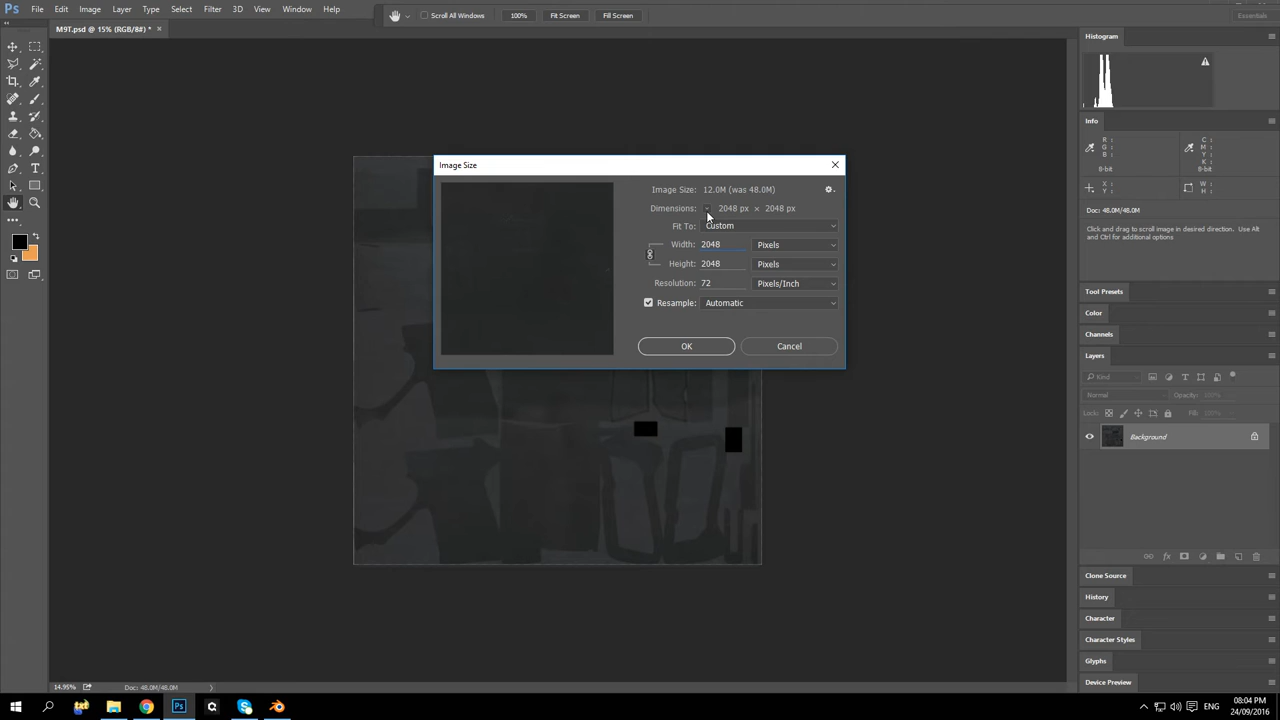 Ps File Edit Image Layer Type Select Filter 3D View Window Help
Scroll All Windows 100% Fit Screen Fill Screen Essentials
M9T.psd @ 15% (RGB/8#) * ×
Histogram
Info
R :
G :
B :
C :
M :
Y :
K :
8-bit 8-bit
X :
Y :
W :
H :
Doc: 48.0M/48.0M
Click and drag to scroll image in desired direction. Use Alt
and Ctrl for additional options
Tool Presets
Color
Channels
Layers
Kind
Normal Opacity: 100%
Lock: Fill: 100%
Background
Clone Source
History
Character
Character Styles
Glyphs
Device Preview
Image Size
Image Size: 12.0M (was 48.0M)
Dimensions: 2048 px × 2048 px
Fit To: Custom
Width: 2048 Pixels
Height: 2048 Pixels
Resolution: 72 Pixels/Inch
Resample: Automatic
OK Cancel
14.95% Doc: 48.0M/48.0M
Ps
ENG
08:04 PM
24/09/2016